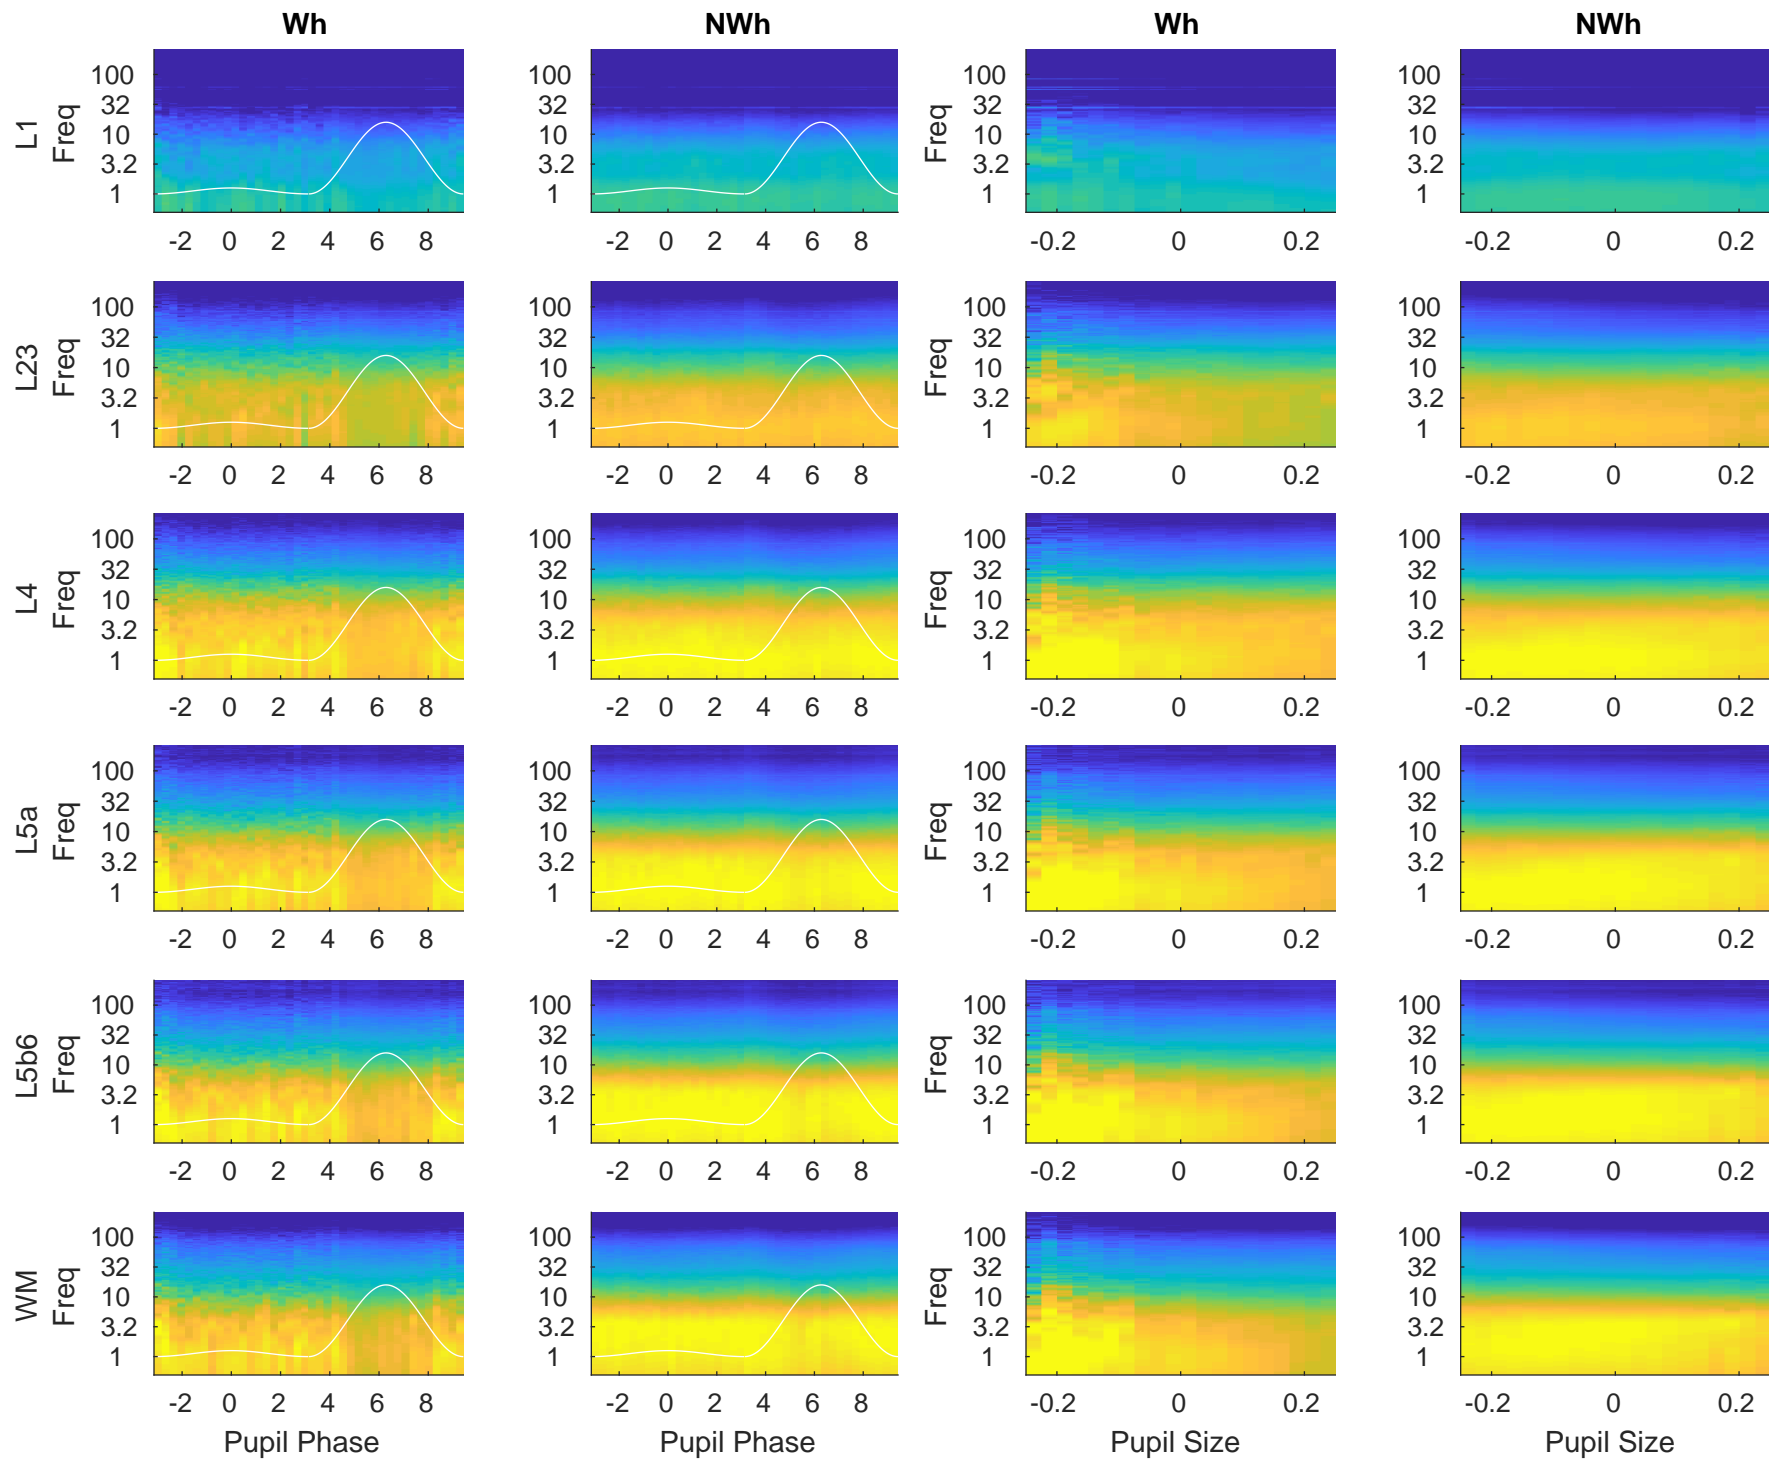 Wh NWh Wh NWh
L1 Freq 100 32 10 3.2 1 Freq 100 32 10 3.2 1 100 32 10 3.2 1 100 32 10 3.2 1
-2 0 2 4 6 8 -2 0 2 4 6 8 -0.2 0 0.2 -0.2 0 0.2
L23 Freq 100 32 10 3.2 1 100 32 10 3.2 1 Freq 100 32 10 3.2 1 100 32 10 3.2 1
-2 0 2 4 6 8 -2 0 2 4 6 8 -0.2 0 0.2 -0.2 0 0.2
L4 Freq 100 32 10 3.2 1 100 32 10 3.2 1 Freq 100 32 10 3.2 1 100 32 10 3.2 1
-2 0 2 4 6 8 -2 0 2 4 6 8 -0.2 0 0.2 -0.2 0 0.2
L5a Freq 100 32 10 3.2 1 100 32 10 3.2 1 Freq 100 32 10 3.2 1 100 32 10 3.2 1
-2 0 2 4 6 8 -2 0 2 4 6 8 -0.2 0 0.2 -0.2 0 0.2
L5b6 Freq 100 32 10 3.2 1 100 32 10 3.2 1 Freq 100 32 10 3.2 1 100 32 10 3.2 1
-2 0 2 4 6 8 -2 0 2 4 6 8 -0.2 0 0.2 -0.2 0 0.2
WM Freq 100 32 10 3.2 1 100 32 10 3.2 1 Freq 100 32 10 3.2 1 100 32 10 3.2 1
-2 0 2 4 6 8 -2 0 2 4 6 8 -0.2 0 0.2 -0.2 0 0.2
Pupil Phase Pupil Phase Pupil Size Pupil Size